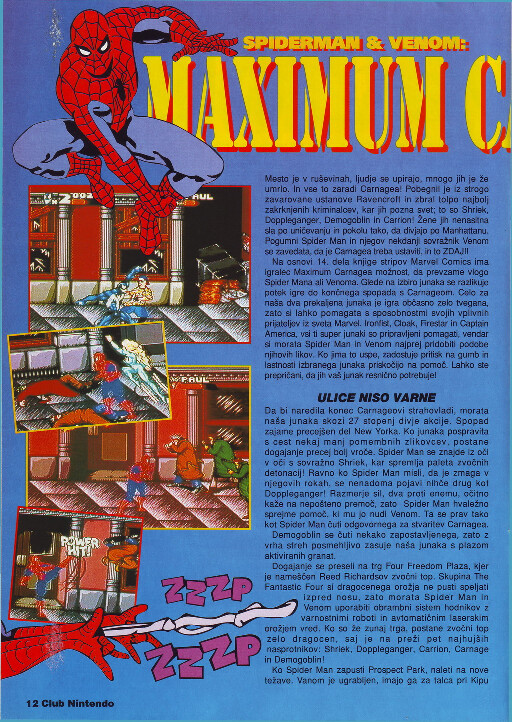 SPIDERMAN & VENOM:
MAXIMUM CA
Mesto je v ruševinah, ljudje se upirajo, mnogo jih je že
umrlo. In vse to zaradi Carnagea! Pobegnil je iz strogo
zavarovane ustanove Ravencroft in zbral tolpo najbolj
zakrknjenih kriminalcev, kar jih pozna svet; to so Shriek,
Doppleganger, Demogoblin in Carrion! Žene jih nenasitna
sla po uničevanju in pokolu tako, da divjajo po Manhattanu.
Pogumni Spider Man in njegov nekdanji sovražnik Venom
se zavedata, da je Carnagea treba ustaviti, in to ZDAJ!!
Na osnovi 14. dela knjige stripov Marvel Comics ima
igralec Maximum Carnagea možnost, da prevzame vlogo
Spider Mana ali Venoma. Glede na izbiro junaka se razlikuje
potek igre do končnega spopada s Carnageom. Celo za
naša dva prekaljena junaka je igra občasno zelo tvegana,
zato si lahko pomagata s sposobnostmi svojih vplivnih
prijateljev iz sveta Marvel. Ironfist, Cloak, Firestar in Captain
America, vsi ti super junaki so pripravljeni pomagati, vendar
si morata Spider Man in Venom najprej pridobiti podobe
njihovih likov. Ko jima to uspe, zadostuje pritisk na gumb in
lastnosti izbranega junaka priskočijo na pomoč. Lahko ste
prepričani, da jih vaš junak resnično potrebuje!
ULICE NISO VARNE
Da bi naredila konec Carnageovi strahovladi, morata
naša junaka skozi 27 stopenj divje akcije. Spopad
zajame precejšen del New Yorka. Ko junaka pospravita
s cest nekaj manj pomembnih zlikovcev, postane
dogajanje precej bolj vroče. Spider Man se znajde iz oči
v oči s sovražno Shriek, kar spremlja paleta zvočnih
detonacij! Ravno ko Spider Man misli, da je zmaga v
njegovih rokah, se nenadoma pojavi nihče drug kot
Doppleganger! Razmerje sil, dva proti enemu, očitno
kaže na nepošteno premoč, zato Spider Man hvaležno
sprejme pomoč, ki mu jo nudi Venom. Ta se prav tako
kot Spider Man čuti odgovornega za stvaritev Carnagea.
Demogoblin se čuti nekako zapostavljenega, zato z
vrha streh posmehljivo zasuje naša junaka s plazom
aktiviranih granat.
Dogajanje se preseli na trg Four Freedom Plaza, kjer
je nameščen Reed Richardsov zvočni top. Skupina The
Fantastic Four si dragocenega orožja ne pusti speljati
izpred nosu, zato morata Spider Man in
Venom uporabiti obrambni sistem hodnikov z
varnostnimi roboti in avtomatičnim laserskim
orožjem vred. Ko so že zunaj trga, postane zvočni top
zelo dragocen, saj je na preži pet najhujših
nasprotnikov: Shriek, Doppleganger, Carrion, Carnage
in Demogoblin!
Ko Spider Man zapusti Prospect Park, naleti na nove
težave. Vanom je ugrabljen, imajo ga za talca pri Kipu
PAUL
PAUL
POWER
HIT!
ZZZP
ZZZP
12 Club Nintendo